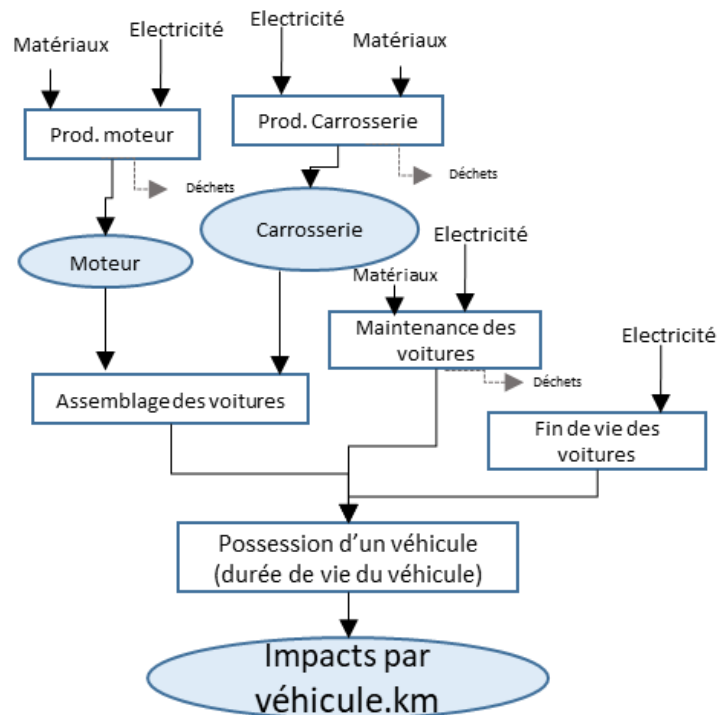 Electricité
Electricité
Matériaux
Matériaux
Prod. moteur
Prod. Carrosserie
Déchets
Déchets
Carrosserie
Electricité
Moteur
Matériaux
Maintenance des
voitures
Electricité
Déchets
Assemblage des voitures
Fin de vie des
voitures
Possession d'un véhicule
(durée de vie du véhicule)
Impacts par
véhicule.km